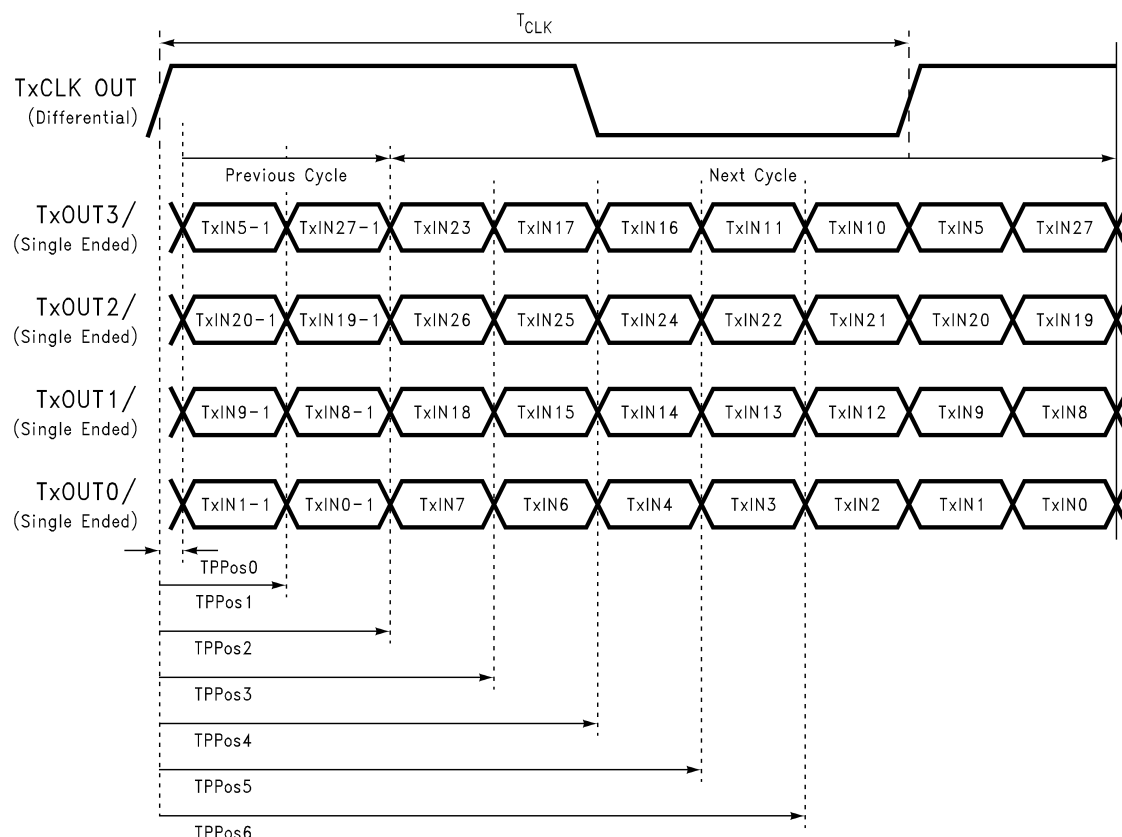 TCLK
TxCLK OUT
(Differential)
Previous Cycle
Next Cycle
TxOUT3/
(Single Ended)
TxIN5-1 TxIN27-1 TxIN23 TxIN17 TxIN16 TxIN11 TxIN10 TxIN5 TxIN27
TxOUT2/
(Single Ended)
TxIN20-1 TxIN19-1 TxIN26 TxIN25 TxIN24 TxIN22 TxIN21 TxIN20 TxIN19
TxOUT1/
(Single Ended)
TxIN9-1 TxIN8-1 TxIN18 TxIN15 TxIN14 TxIN13 TxIN12 TxIN9 TxIN8
TxOUT0/
(Single Ended)
TxIN1-1 TxIN0-1 TxIN7 TxIN6 TxIN4 TxIN3 TxIN2 TxIN1 TxIN0
TPPos0
TPPos1
TPPos2
TPPos3
TPPos4
TPPos5
TPPos6